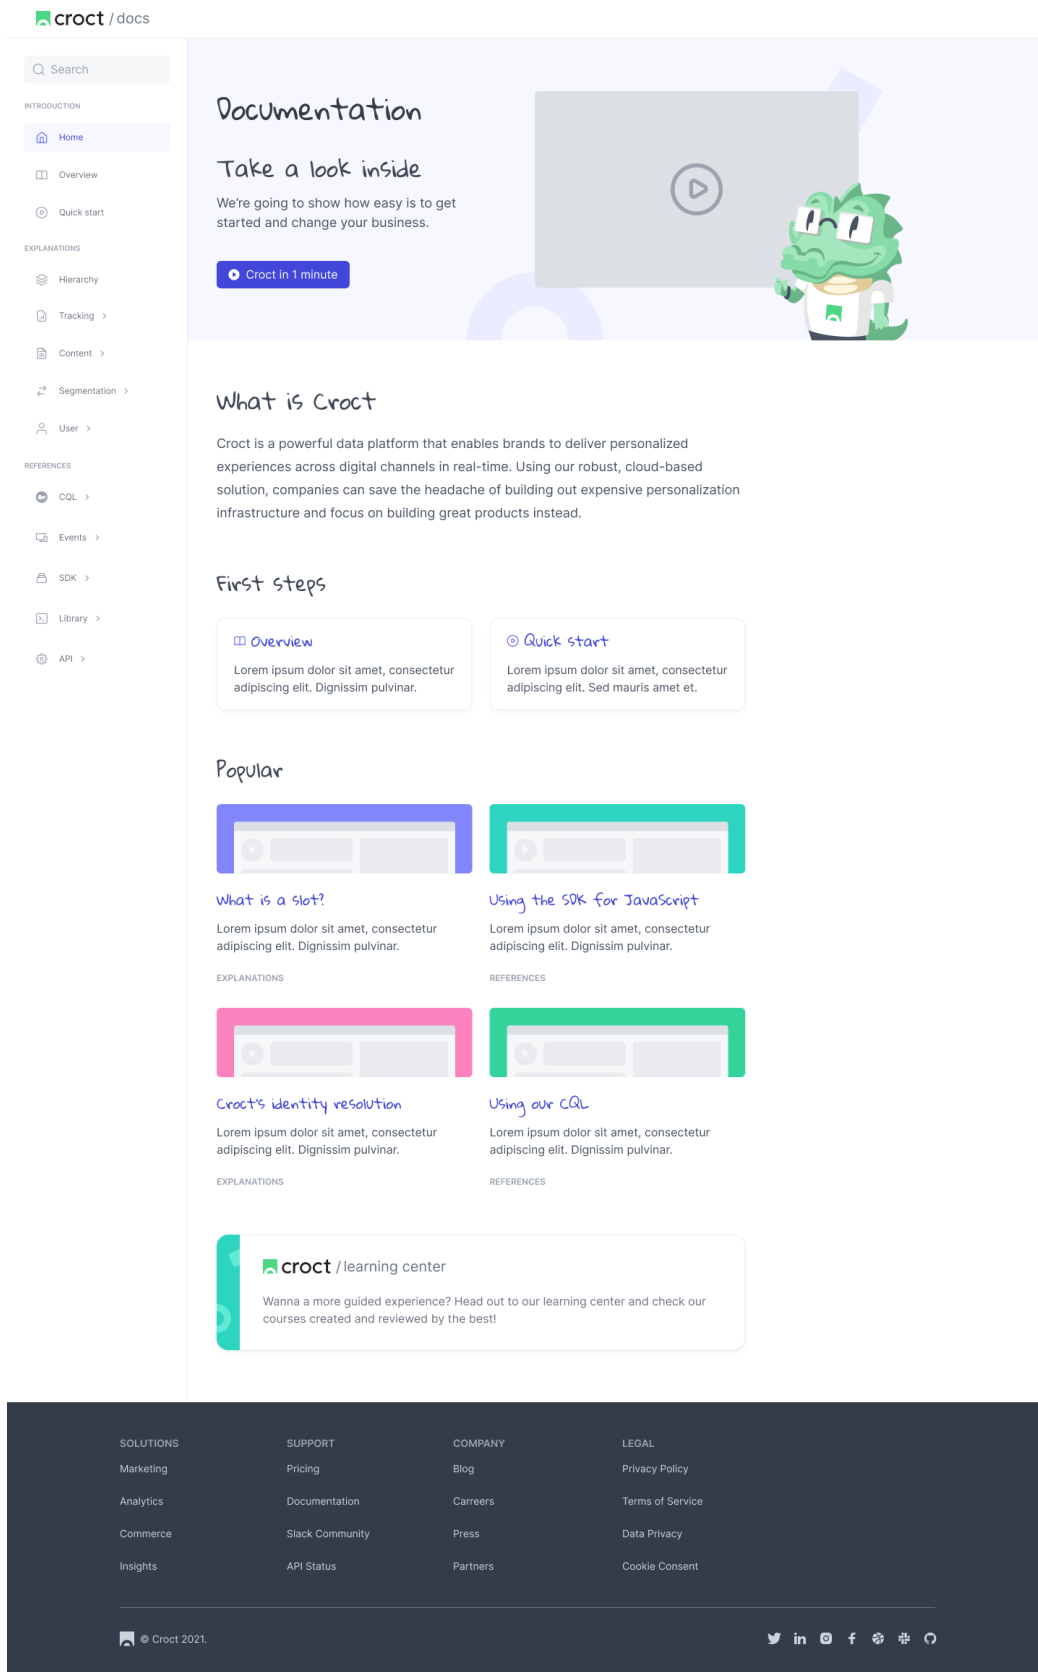 croct / docs
Search
INTRODUCTION
Home
Overview
Quick start
EXPLANATIONS
Hierarchy
Tracking
Content
Segmentation
User
REFERENCES
CQL
Events
SDK
Library
API
Documentation
Take a look inside
We're going to show how easy is to get
started and change your business.
Croct in 1 minute
What is Croct
Croct is a powerful data platform that enables brands to deliver personalized
experiences across digital channels in real-time. Using our robust, cloud-based
solution, companies can save the headache of building out expensive personalization
infrastructure and focus on building great products instead.
First steps
Overview
Lorem ipsum dolor sit amet, consectetur
adipiscing elit. Dignissim pulvinar.
Quick start
Lorem ipsum dolor sit amet, consectetur
adipiscing elit. Sed mauris amet et.
Popular
What is a slot?
Lorem ipsum dolor sit amet, consectetur
adipiscing elit. Dignissim pulvinar.
EXPLANATIONS
Using the SDK for JavaScript
Lorem ipsum dolor sit amet, consectetur
adipiscing elit. Dignissim pulvinar.
REFERENCES
Croct's identity resolution
Lorem ipsum dolor sit amet, consectetur
adipiscing elit. Dignissim pulvinar.
EXPLANATIONS
Using our CQL
Lorem ipsum dolor sit amet, consectetur
adipiscing elit. Dignissim pulvinar.
REFERENCES
croct / learning center
Wanna a more guided experience? Head out to our learning center and check our
courses created and reviewed by the best!
SOLUTIONS
Marketing
Analytics
Commerce
Insights
SUPPORT
Pricing
Documentation
Slack Community
API Status
COMPANY
Blog
Carreers
Press
Partners
LEGAL
Privacy Policy
Terms of Service
Data Privacy
Cookie Consent
© Croct 2021.